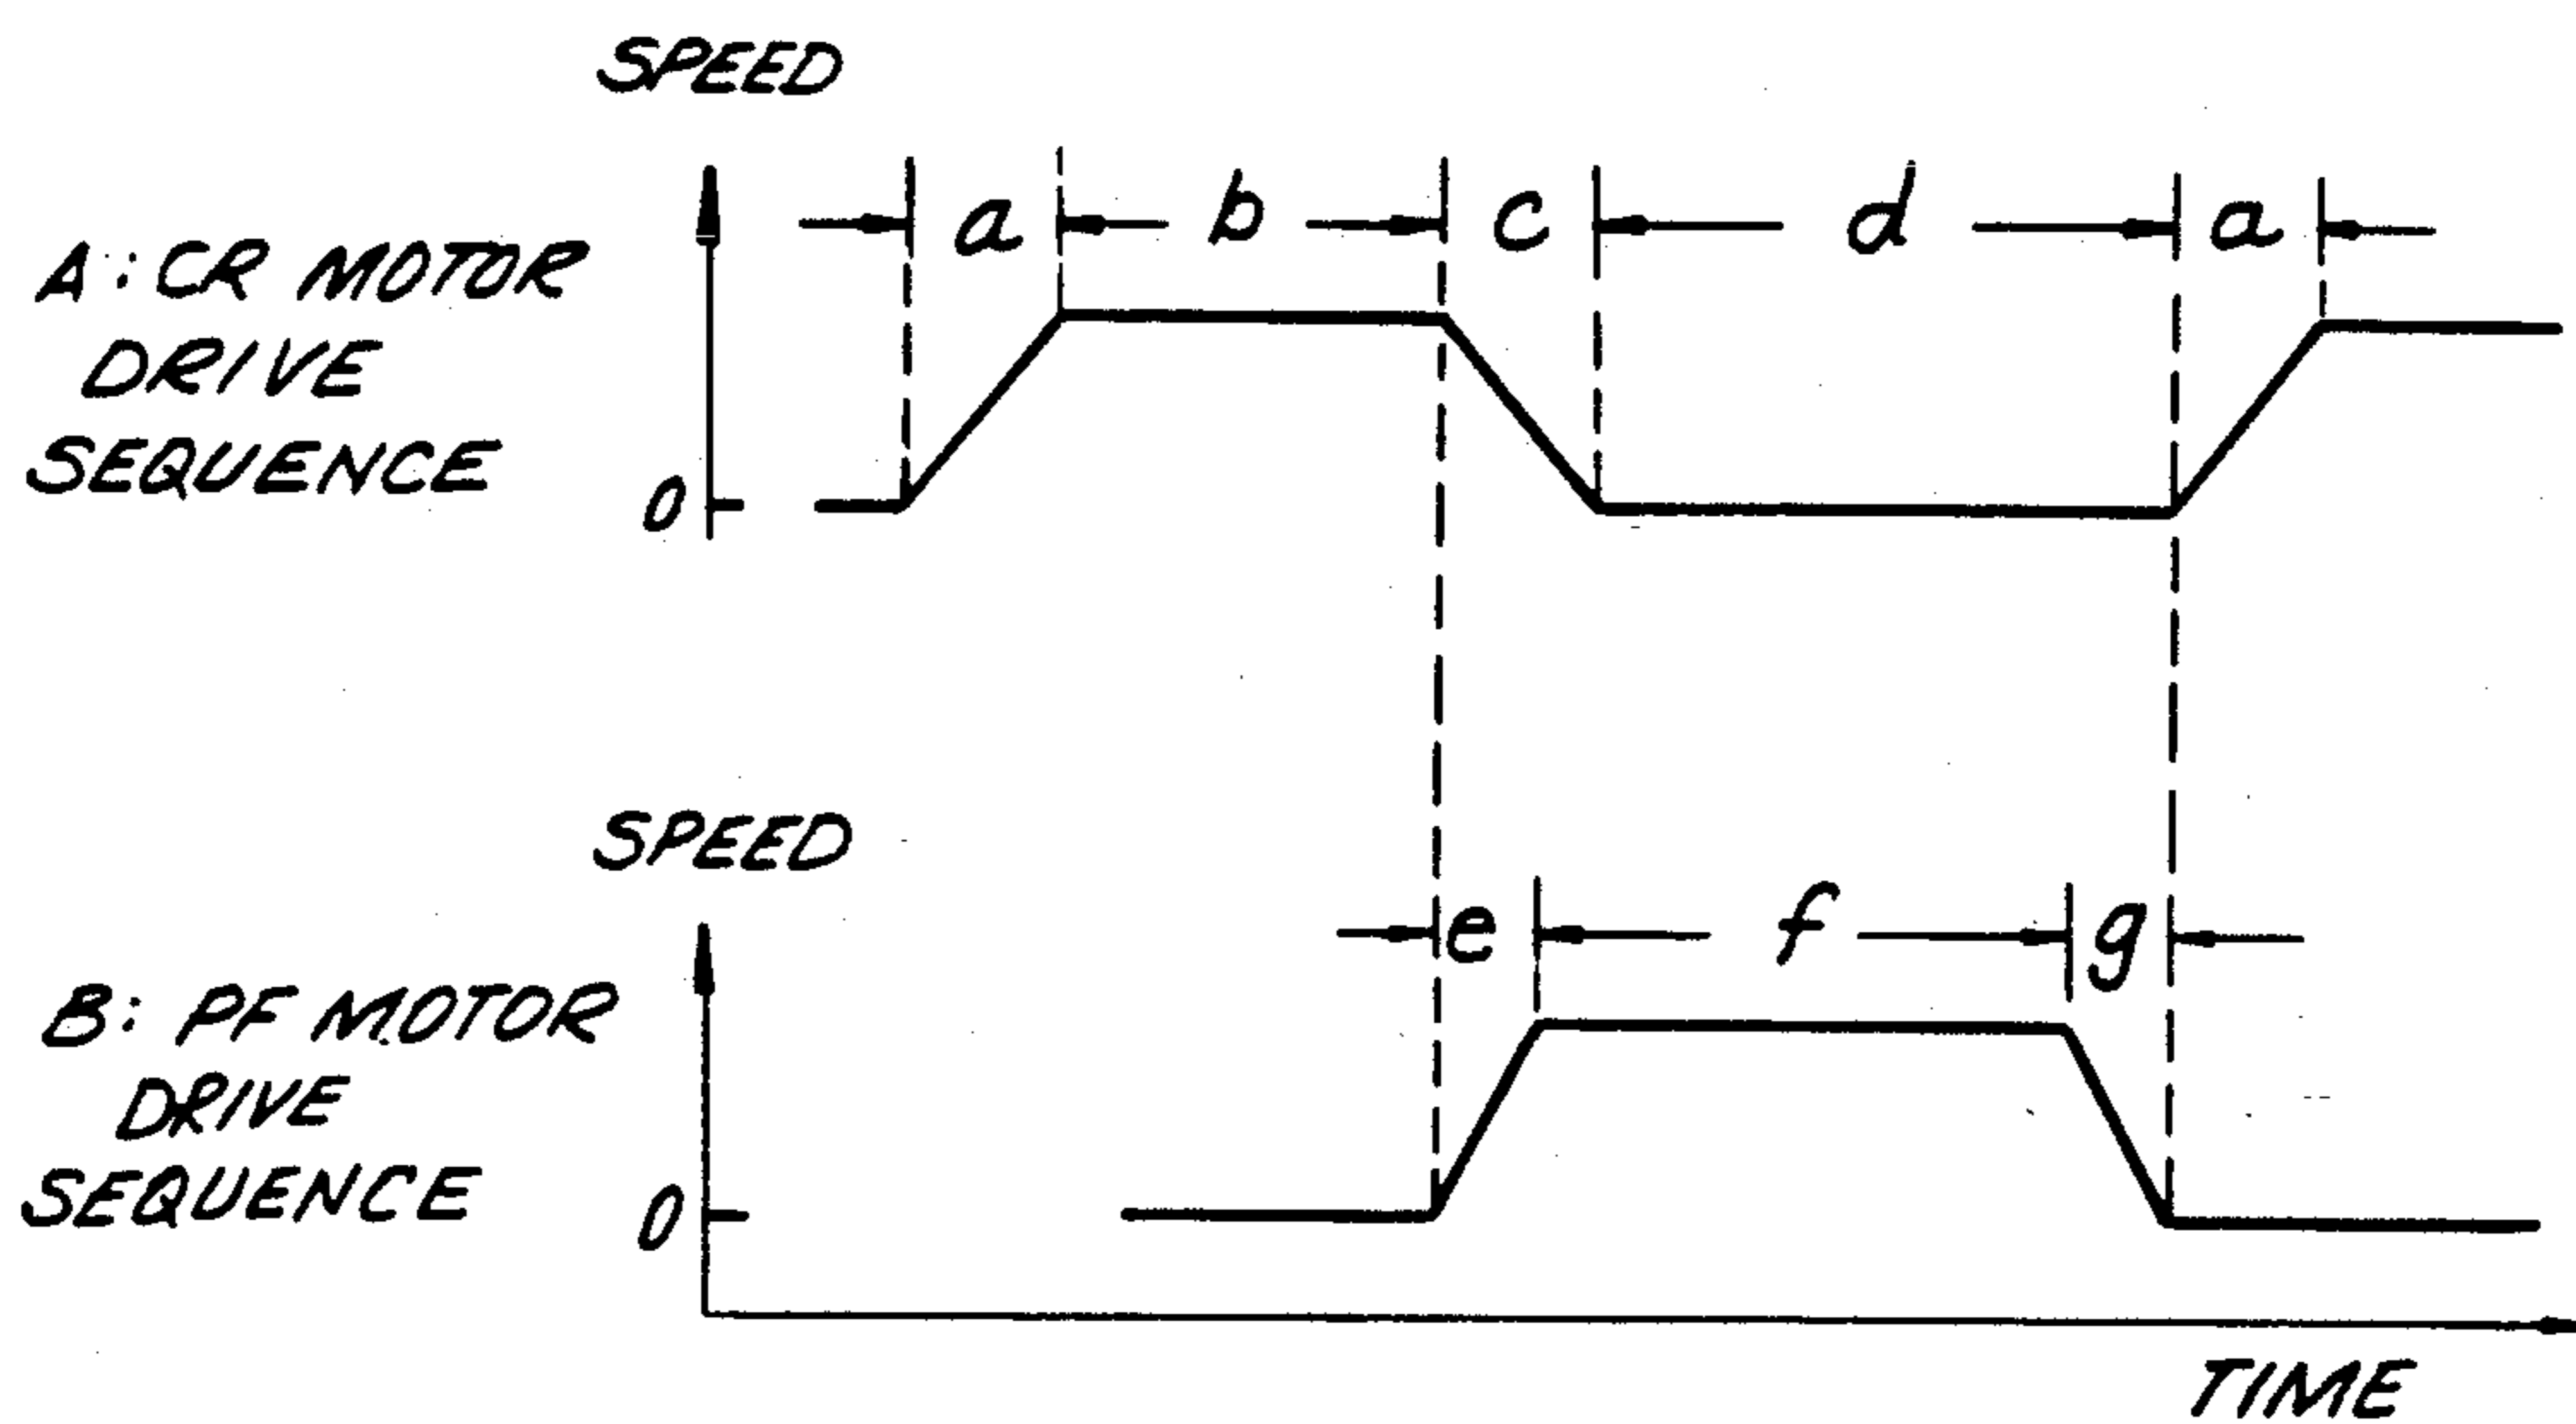 SPEED
a b c d a
A: CR MOTOR
DRIVE
SEQUENCE
0
SPEED
e f g
B: PF MOTOR
DRIVE
SEQUENCE
0
TIME